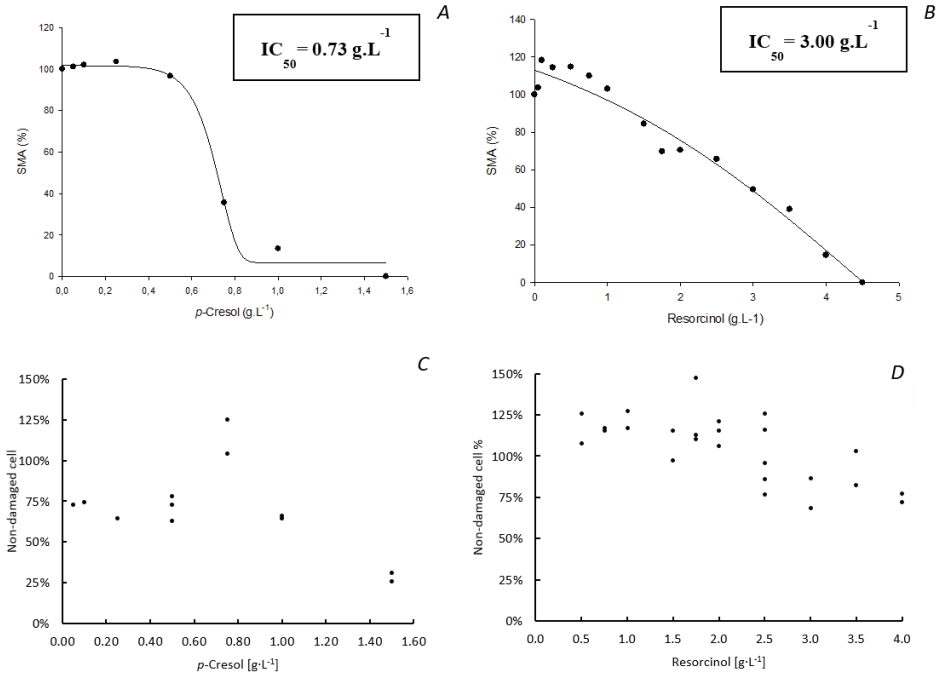 A
IC50 = 0.73 g.L-1
SMA (%)
120
100
80
60
40
20
0
0,0 0,2 0,4 0,6 0,8 1,0 1,2 1,4 1,6
p-Cresol (g.L-1)
B
IC50 = 3.00 g.L-1
SMA (%)
140
120
100
80
60
40
20
0
0 1 2 3 4 5
Resorcinol (g.L-1)
C
Non-damaged cell
150%
125%
100%
75%
50%
25%
0%
0.00 0.20 0.40 0.60 0.80 1.00 1.20 1.40 1.60
p-Cresol [g·L-1]
D
Non-damaged cell %
150%
125%
100%
75%
50%
25%
0%
0.0 0.5 1.0 1.5 2.0 2.5 3.0 3.5 4.0
Resorcinol [g·L-1]